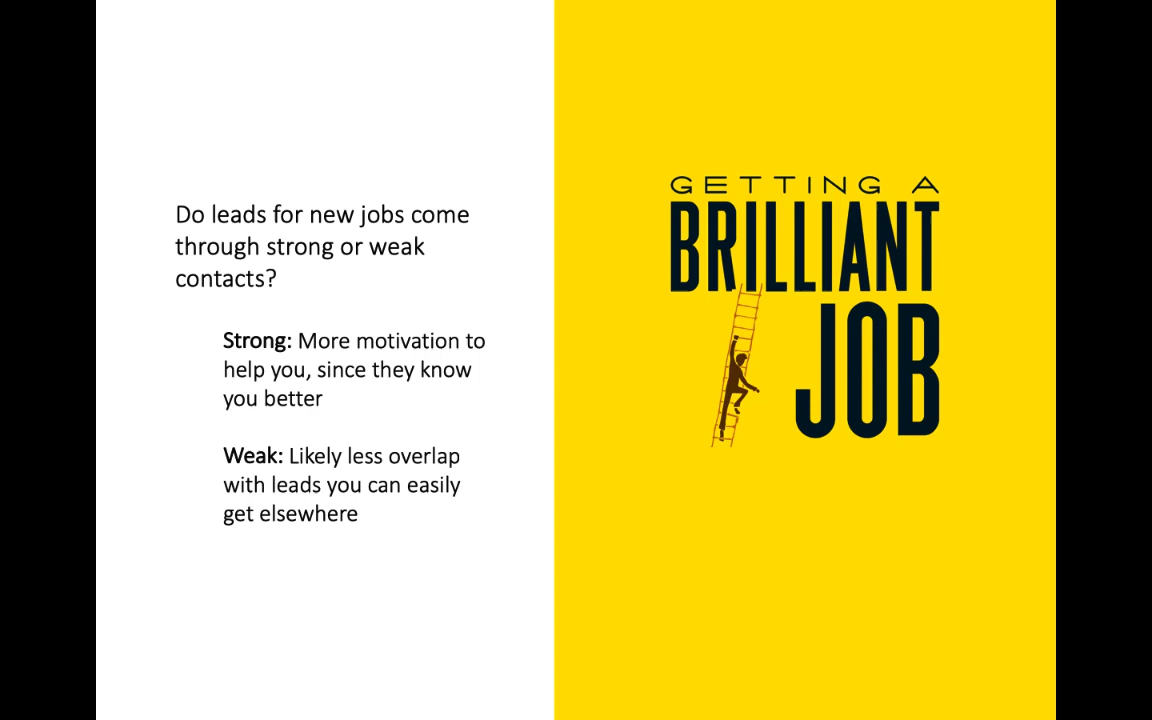 Do leads for new jobs come
through strong or weak
contacts?
Strong: More motivation to
help you, since they know
you better
Weak: Likely less overlap
with leads you can easily
get elsewhere
GETTING A
BRILLIANT
JOB